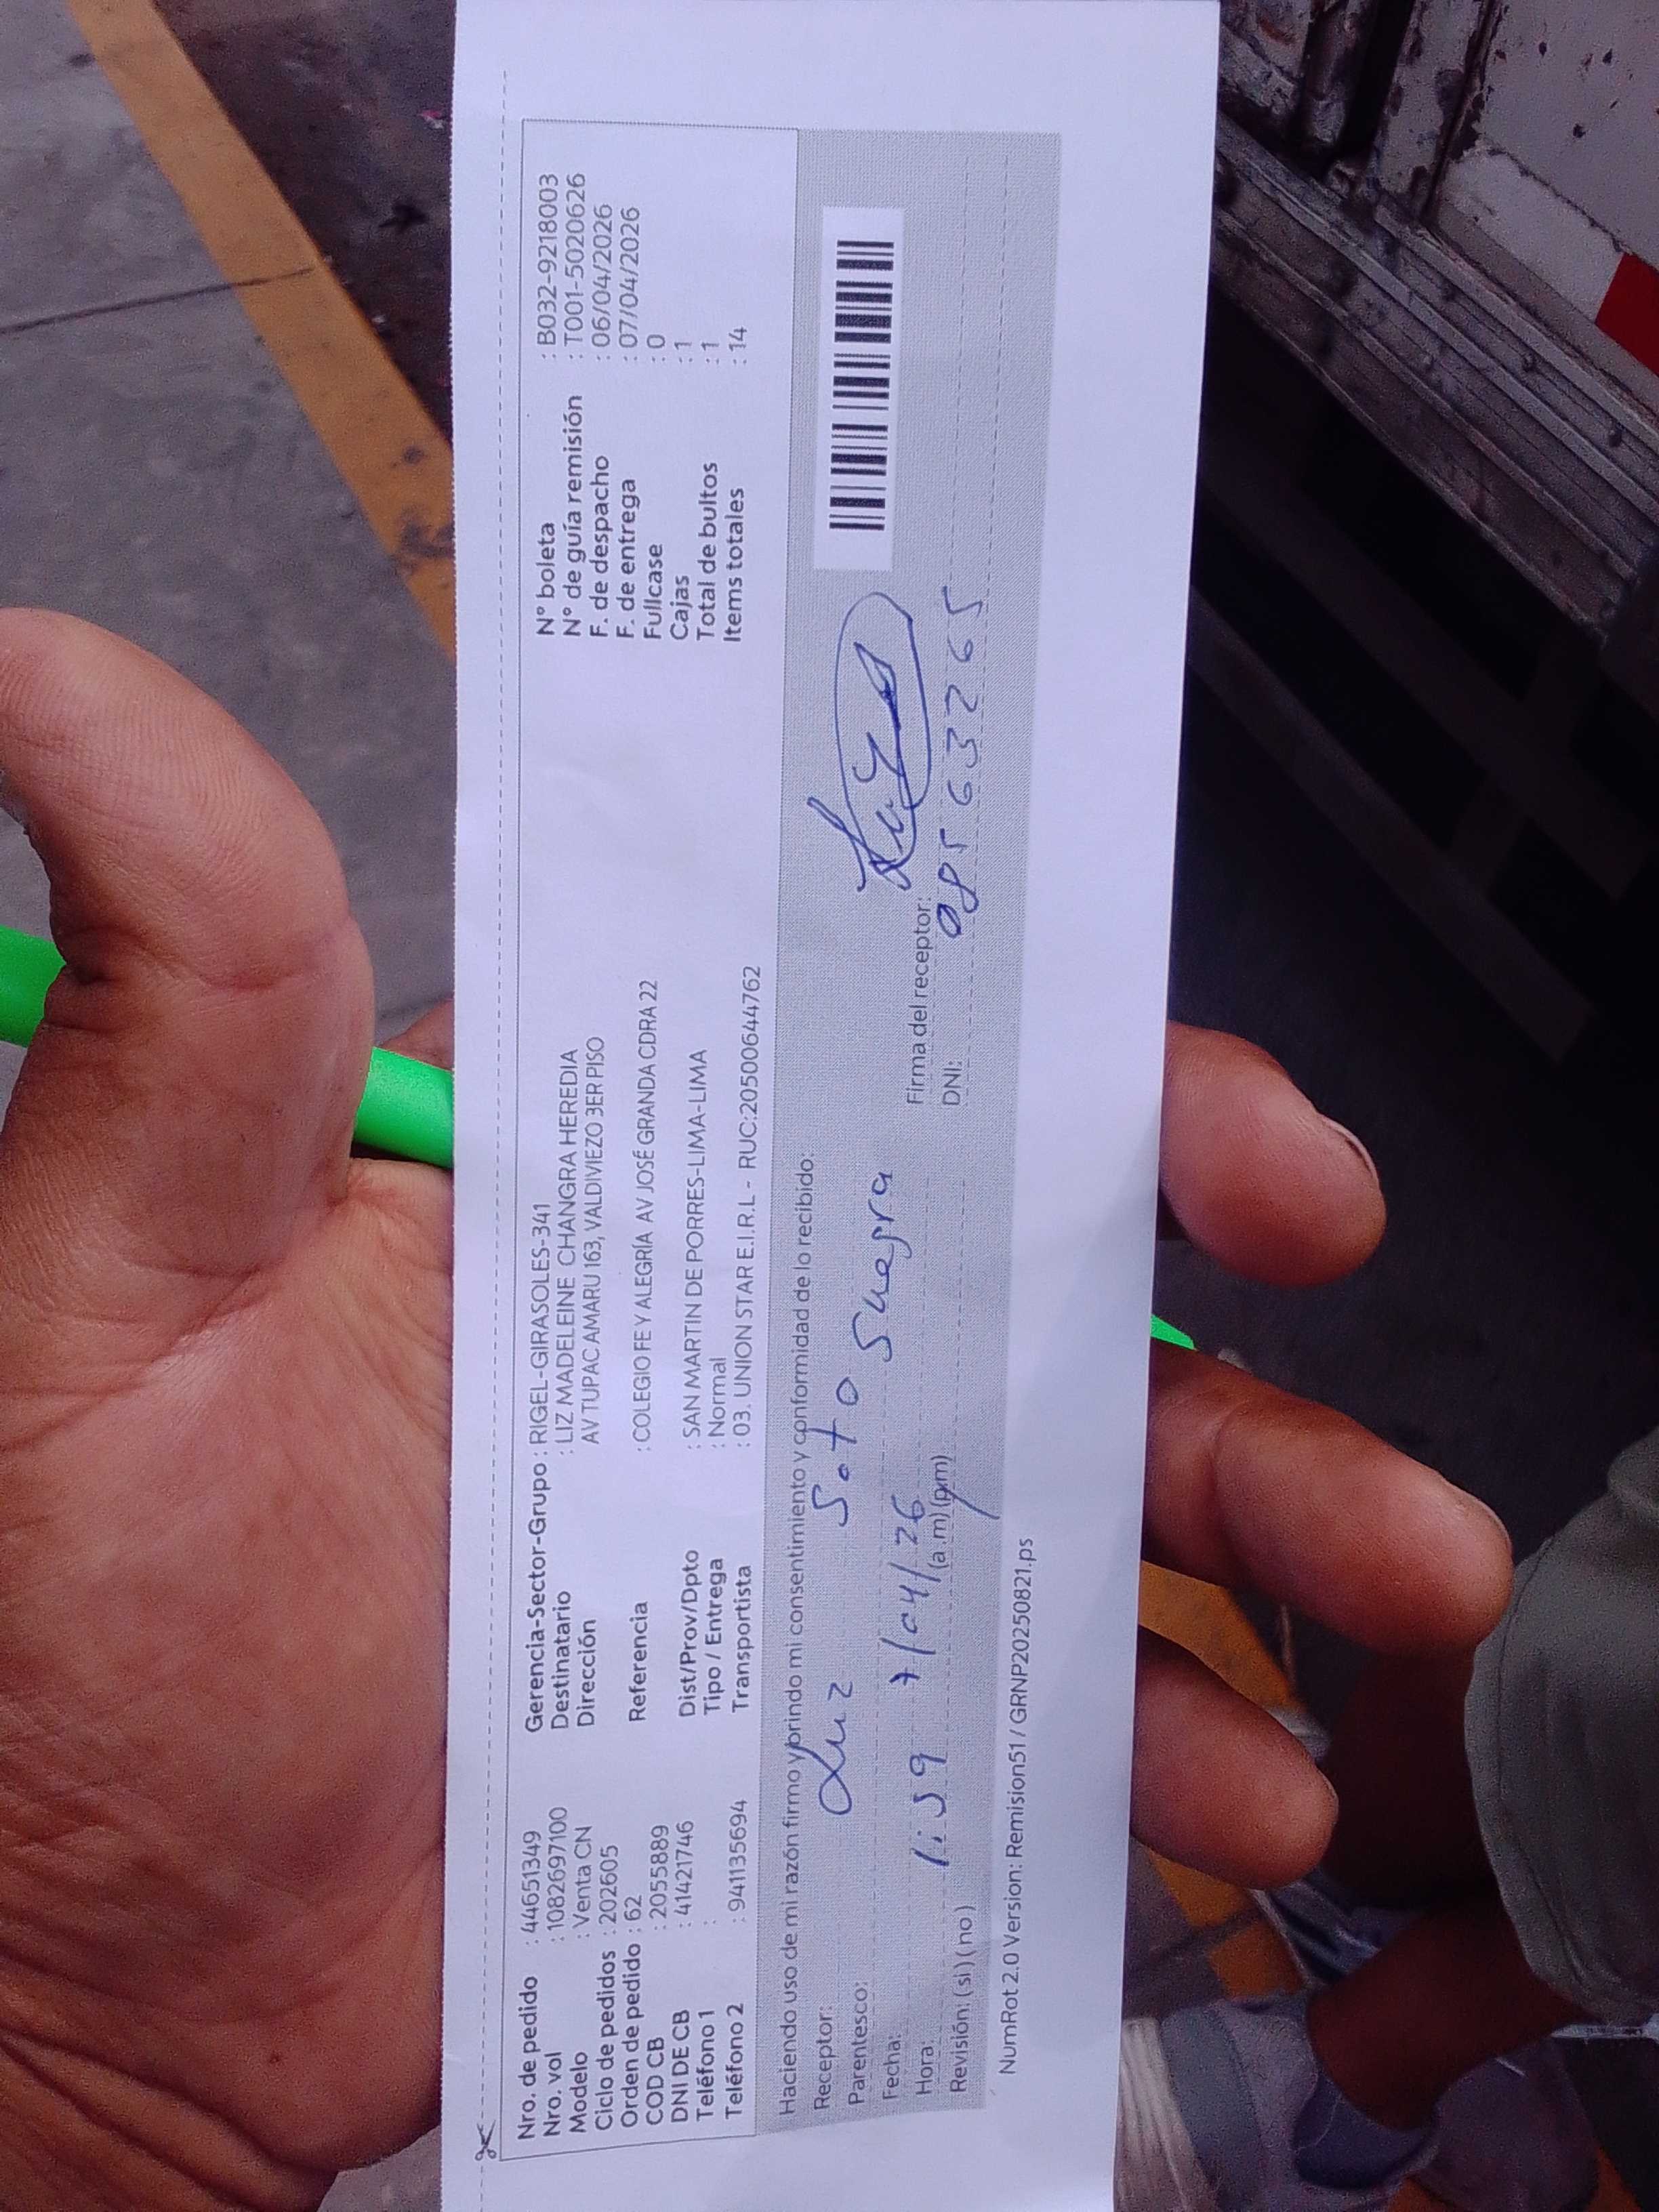 Nro. de pedido : 44651349
Nro. vol : 1082697100
Modelo : Venta CN
Ciclo de pedidos : 202605
Orden de pedido : 62
COD CB : 2055889
DNI DE CB : 41421746
Teléfono 1 :
Teléfono 2 : 941135694
Gerencia-Sector-Grupo : RIGEL-GIRASOLES-341
Destinatario : LIZ MADELEINE CHANGRA HEREDIA
Dirección AV TUPAC AMARU 163, VALDIVIEZO 3ER PISO
Referencia : COLEGIO FE Y ALEGRÍA AV JOSÉ GRANDA CDRA 22
Dist/Prov/Dpto : SAN MARTIN DE PORRES-LIMA-LIMA
Tipo / Entrega : Normal
Transportista : 03. UNION STAR E.I.R.L - RUC:20500644762
N° boleta : B032-9218003
N° de guía remisión : T001-5020626
F. de despacho : 06/04/2026
F. de entrega : 07/04/2026
Fullcase : 0
Cajas : 1
Total de bultos : 1
Items totales : 14
Haciendo uso de mi razón firmo y brindo mi consentimiento y conformidad de lo recibido:
Receptor: Luz Soto
Parentesco: Suegra
Fecha: 7/04/26
Hora: 1:59 (a.m) (pm)
Revisión: (si) (no)
Firma del receptor: Luz
DNI: 08563265
NumRot 2.0 Version: Remision51 / GRNP20250821.ps